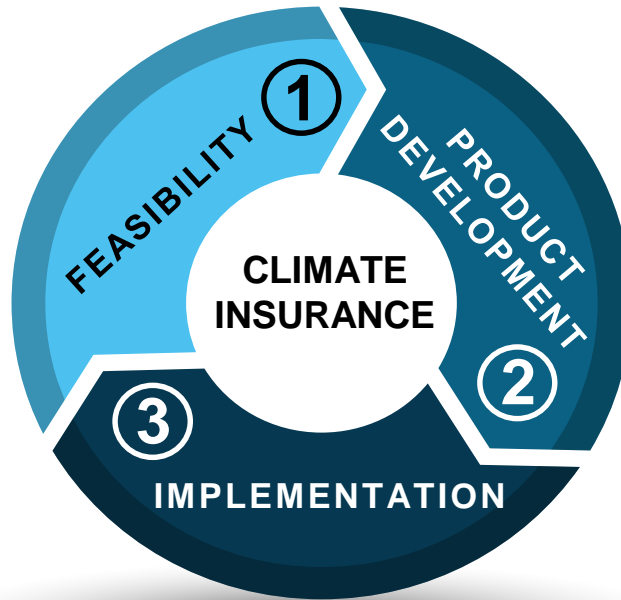 1
FEASIBILITY
PRODUCT
DEVELOPMENT
2
CLIMATE
INSURANCE
3
IMPLEMENTATION